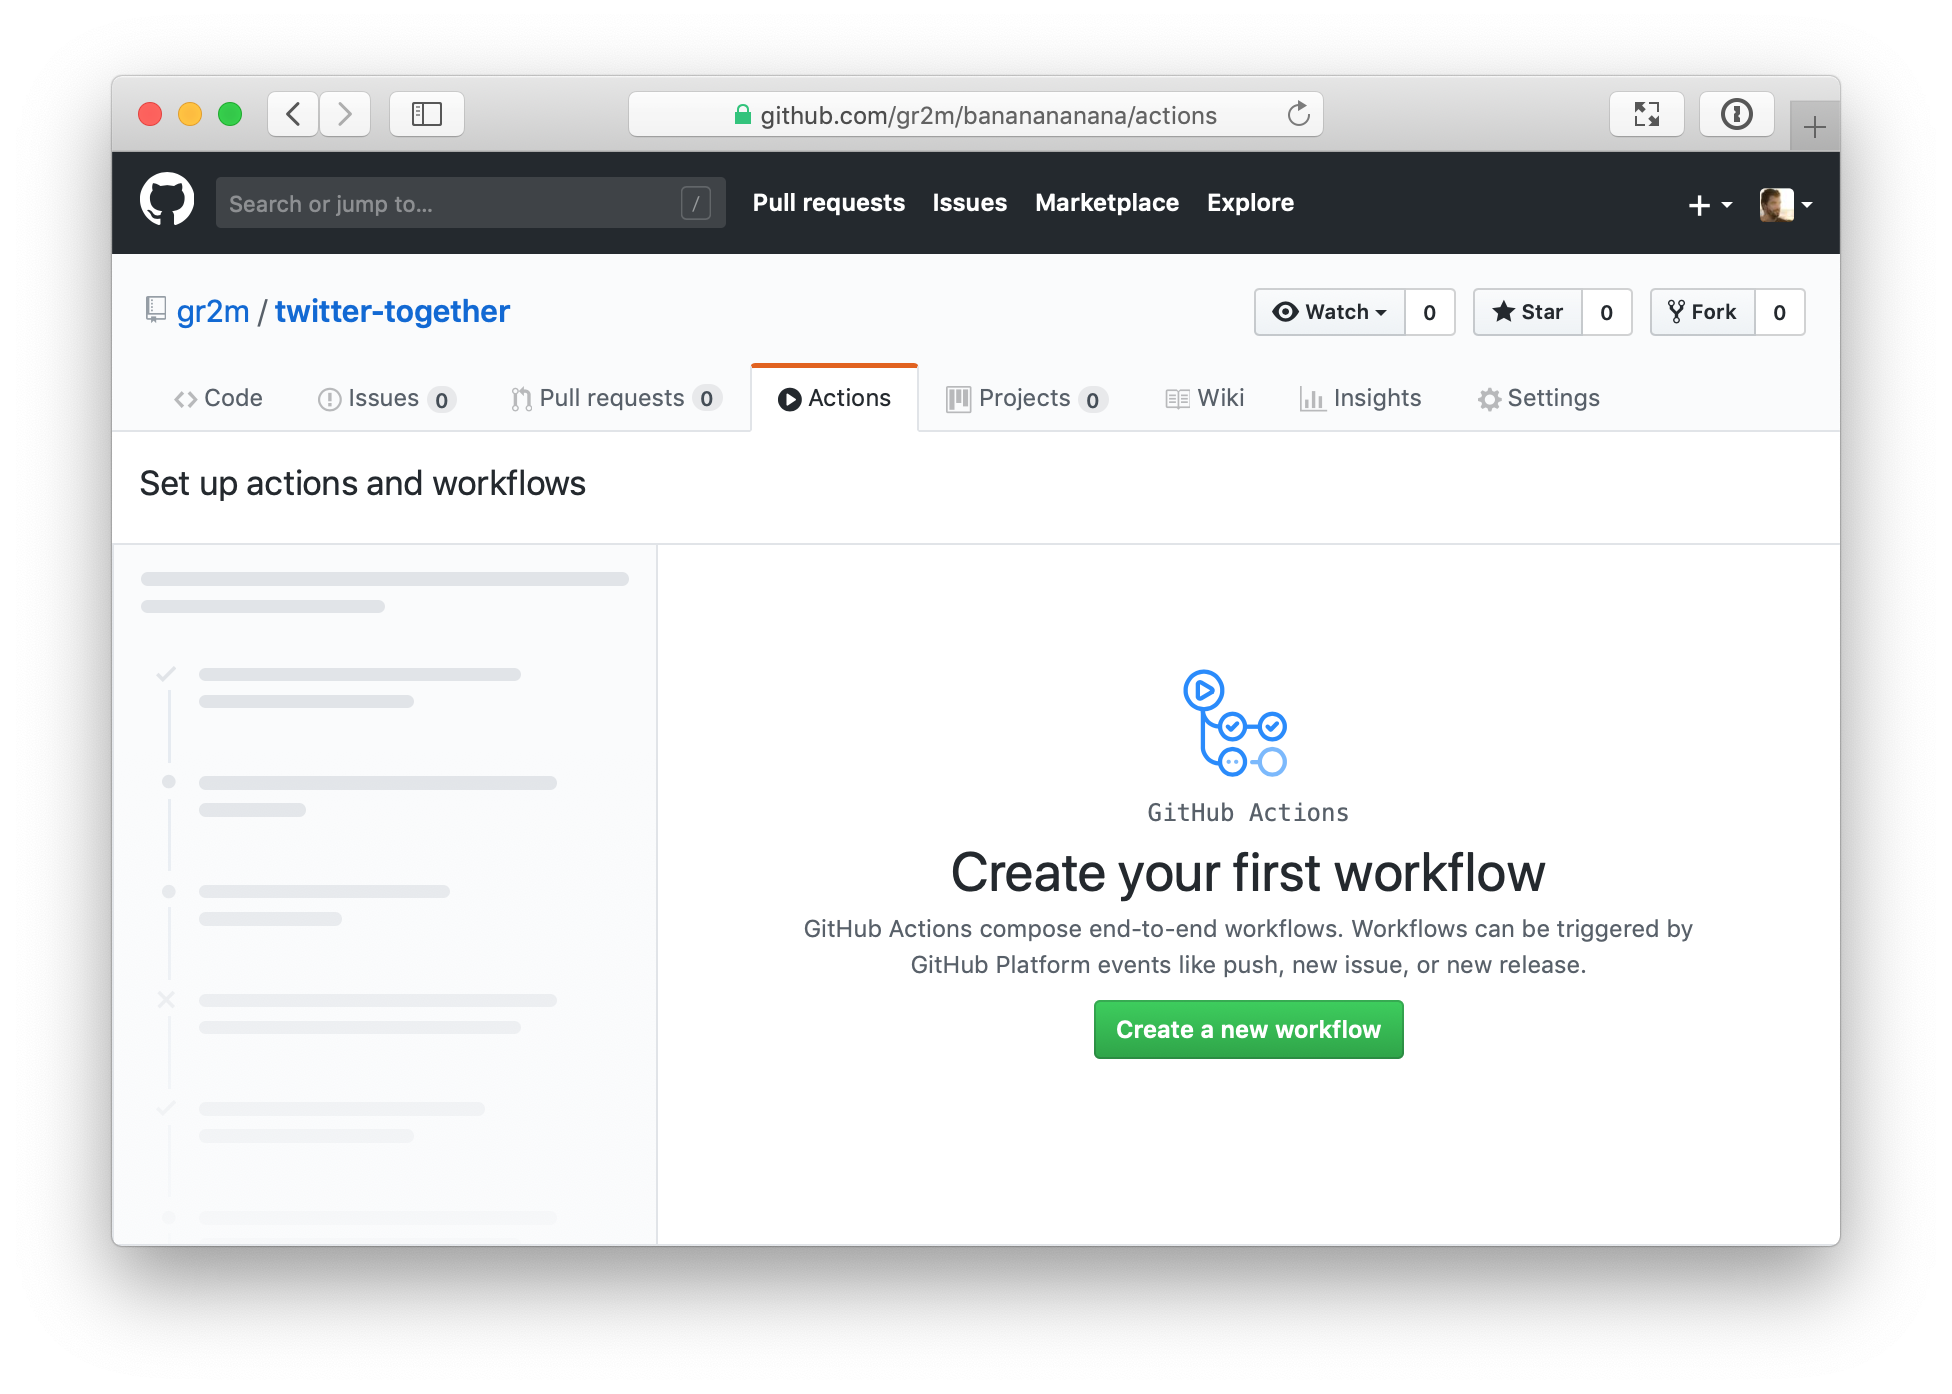 github.com/gr2m/banananանana/actions
Search or jump to... /
Pull requests Issues Marketplace Explore
gr2m / twitter-together
Watch 0 Star 0 Fork 0
Code Issues 0 Pull requests 0 Actions Projects 0 Wiki Insights Settings
Set up actions and workflows
GitHub Actions
Create your first workflow
GitHub Actions compose end-to-end workflows. Workflows can be triggered by
GitHub Platform events like push, new issue, or new release.
Create a new workflow